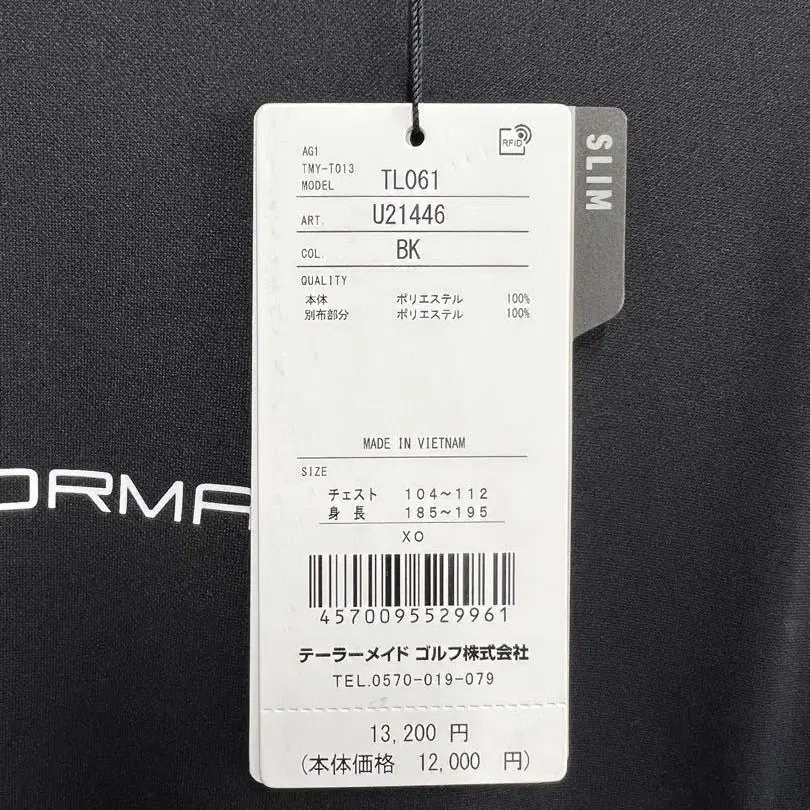 AG1
TMY-T013
MODEL TL061
RFID
SLIM
ART. U21446
COL. BK
QUALITY
本体 ポリエステル 100%
別布部分 ポリエステル 100%
MADE IN VIETNAM
SIZE
チェスト 104～112
身長 185～195
XO
4570095529961
テーラーメイド ゴルフ株式会社
TEL.0570-019-079
13,200 円
(本体価格 12,000 円)
ORMA